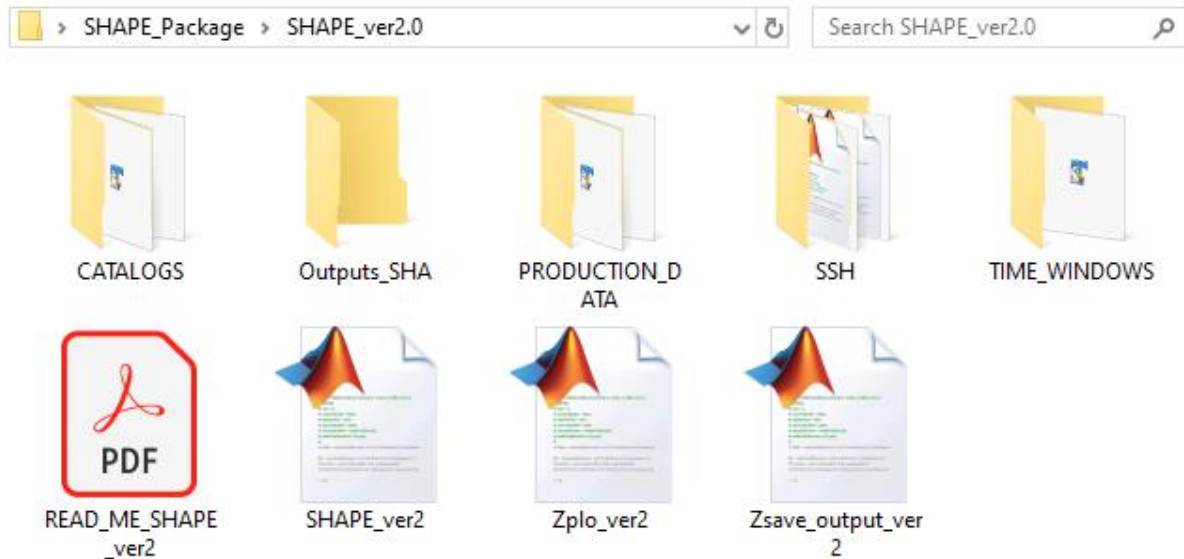 SHAPE_Package > SHAPE_ver2.0
Search SHAPE_ver2.0
CATALOGS
Outputs_SHA
PRODUCTION_D
ATA
SSH
TIME_WINDOWS
PDF
READ_ME_SHAPE
_ver2
SHAPE_ver2
Zplo_ver2
Zsave_output_ver
2